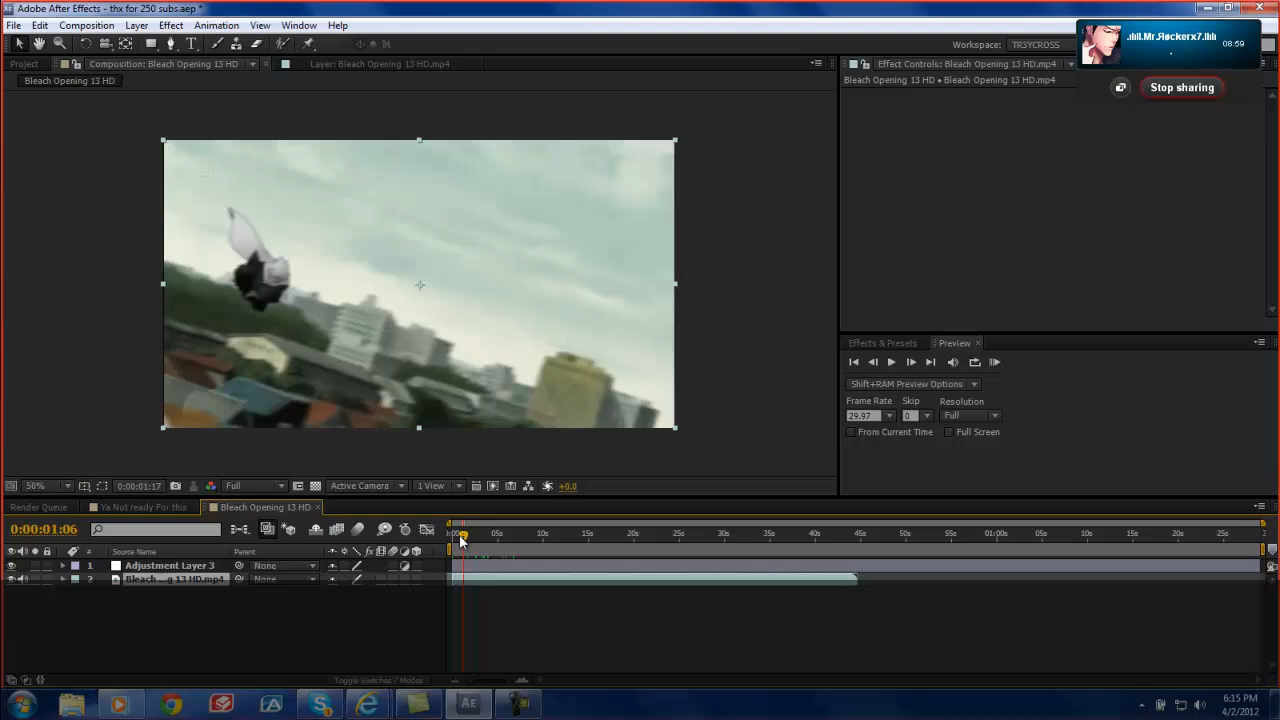 Adobe After Effects - thx for 250 subs.aep *
File Edit Composition Layer Effect Animation View Window Help
Workspace: TR3YCROSS
.ılılı.Mr.Røckerx7.ılılı 08:59
Stop sharing
Project Composition: Bleach Opening 13 HD Layer: Bleach Opening 13 HD.mp4
Effect Controls: Bleach Opening 13 HD.mp4
Bleach Opening 13 HD
Bleach Opening 13 HD • Bleach Opening 13 HD.mp4
Effects & Presets Preview
Shift+RAM Preview Options
Frame Rate Skip Resolution
29.97 0 Full
From Current Time Full Screen
50% 0:00:01:17 Full Active Camera 1 View +0.0
Render Queue Ya Not ready For this Bleach Opening 13 HD
0:00:01:06
05s 10s 15s 20s 25s 30s 35s 40s 45s 50s 55s 01:00s 05s 10s 15s 20s 25s
# Source Name Parent
1 Adjustment Layer 3 None
2 Bleach ...g 13 HD.mp4 None
Toggle Switches / Modes
6:15 PM
4/2/2012